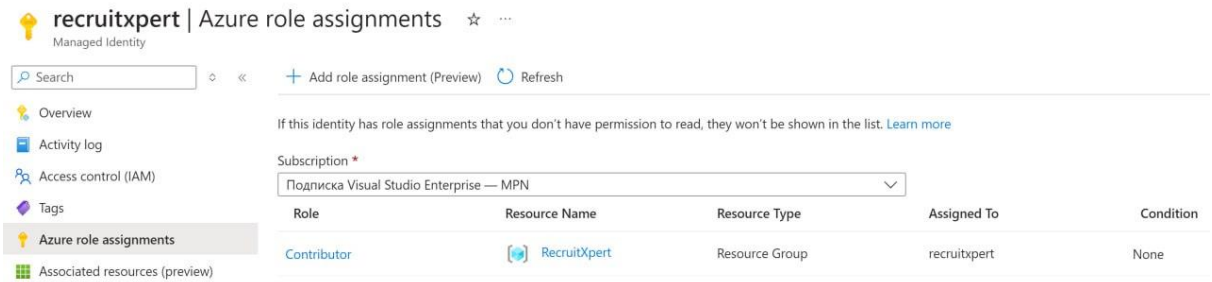 recruitxpert | Azure role assignments
Managed Identity
Search
Overview
Activity log
Access control (IAM)
Tags
Azure role assignments
Associated resources (preview)
Add role assignment (Preview) Refresh
If this identity has role assignments that you don't have permission to read, they won't be shown in the list. Learn more
Subscription *
Подписка Visual Studio Enterprise — MPN
Role Resource Name Resource Type Assigned To Condition
Contributor RecruitXpert Resource Group recruitxpert None